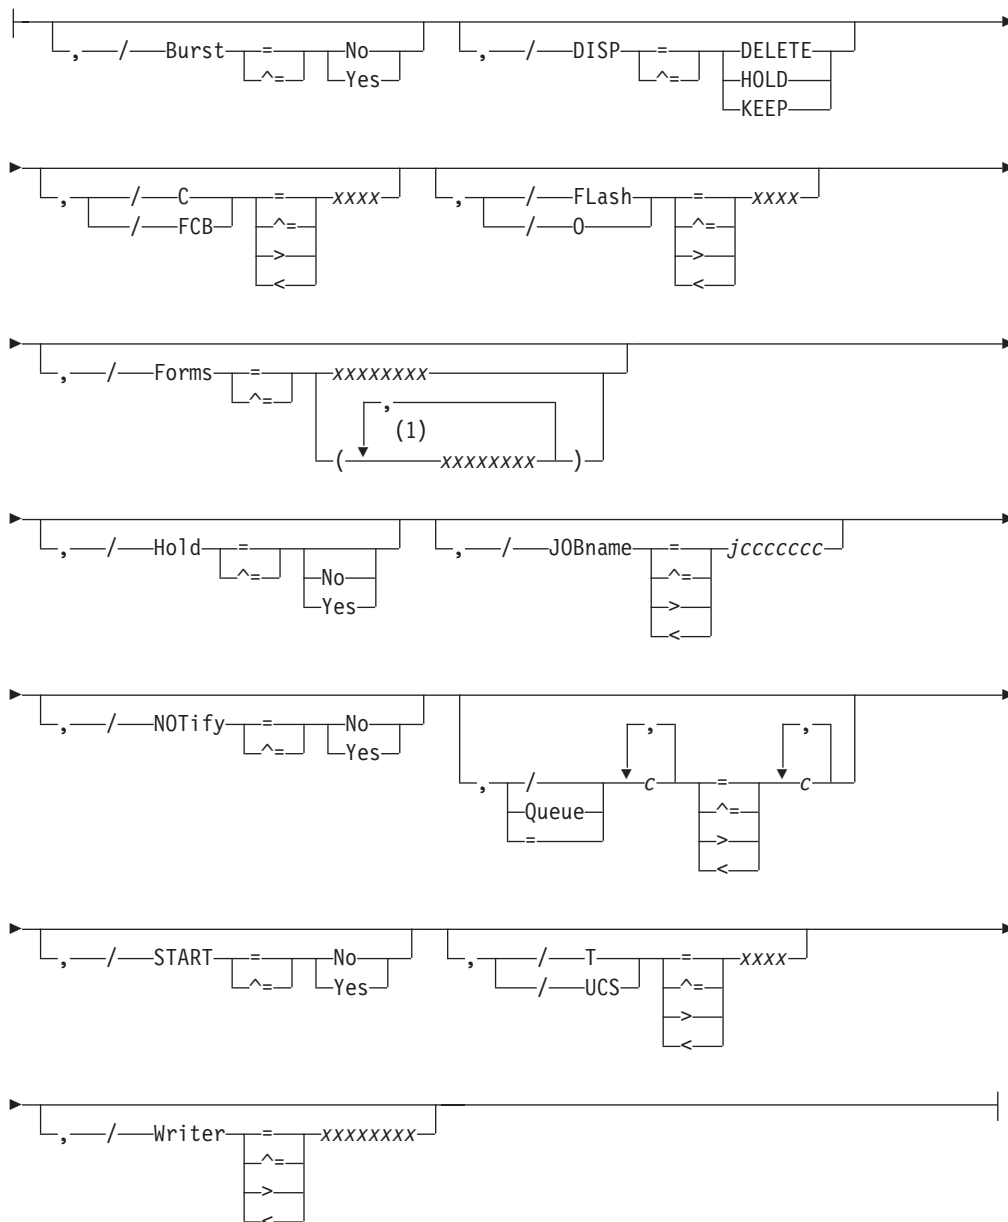 , / Burst = No , / DISP = DELETE
^= Yes ^= HOLD
KEEP
, / C = xxxx , / FLash = xxxx
/ FCB ^= / O ^=
> >
< <
, / Forms = xxxxxxxx
^= ,
(1)
( xxxxxxxx )
, / Hold = , / JOBname = jccccccc
^= No ^=
Yes >
<
, / NOTify = No , ,
^= Yes , / c = c
Queue ^=
= >
<
, / START = No , / T = xxxx
^= Yes / UCS ^=
>
<
, / Writer = xxxxxxxx
^=
>
<